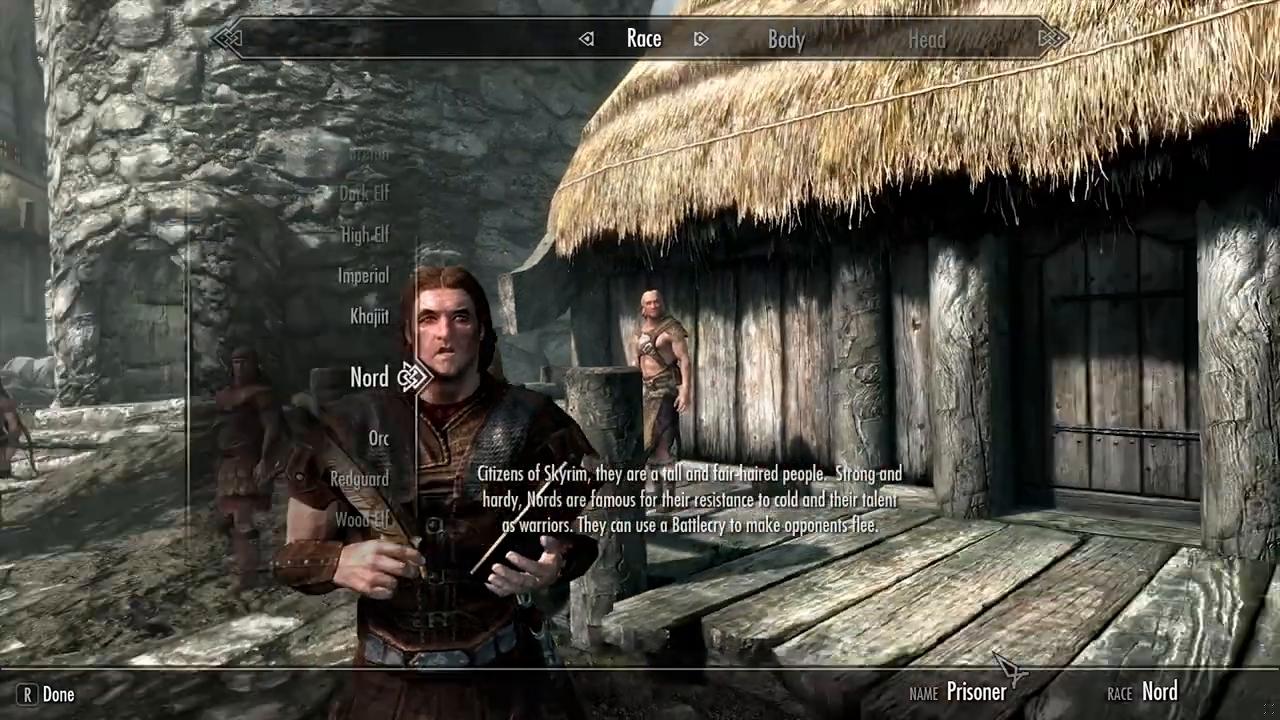 Race
Body
Head
Breton
Dark Elf
High Elf
Imperial
Khajiit
Nord
Orc
Redguard
Wood Elf
Citizens of Skyrim, they are a tall and fair-haired people. Strong and
hardy, Nords are famous for their resistance to cold and their talent
as warriors. They can use a Battlecry to make opponents flee.
R Done
NAME Prisoner
RACE Nord